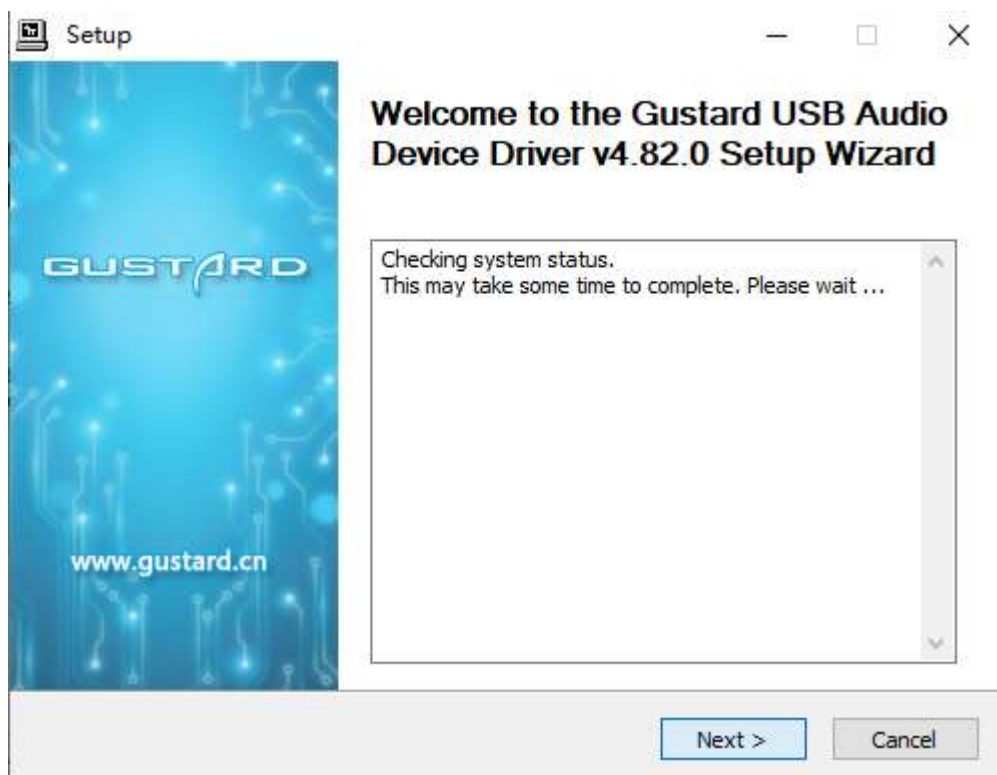 Setup
Welcome to the Gustard USB Audio
Device Driver v4.82.0 Setup Wizard
Checking system status.
This may take some time to complete. Please wait ...
GUSTARD
www.gustard.cn
Next >
Cancel